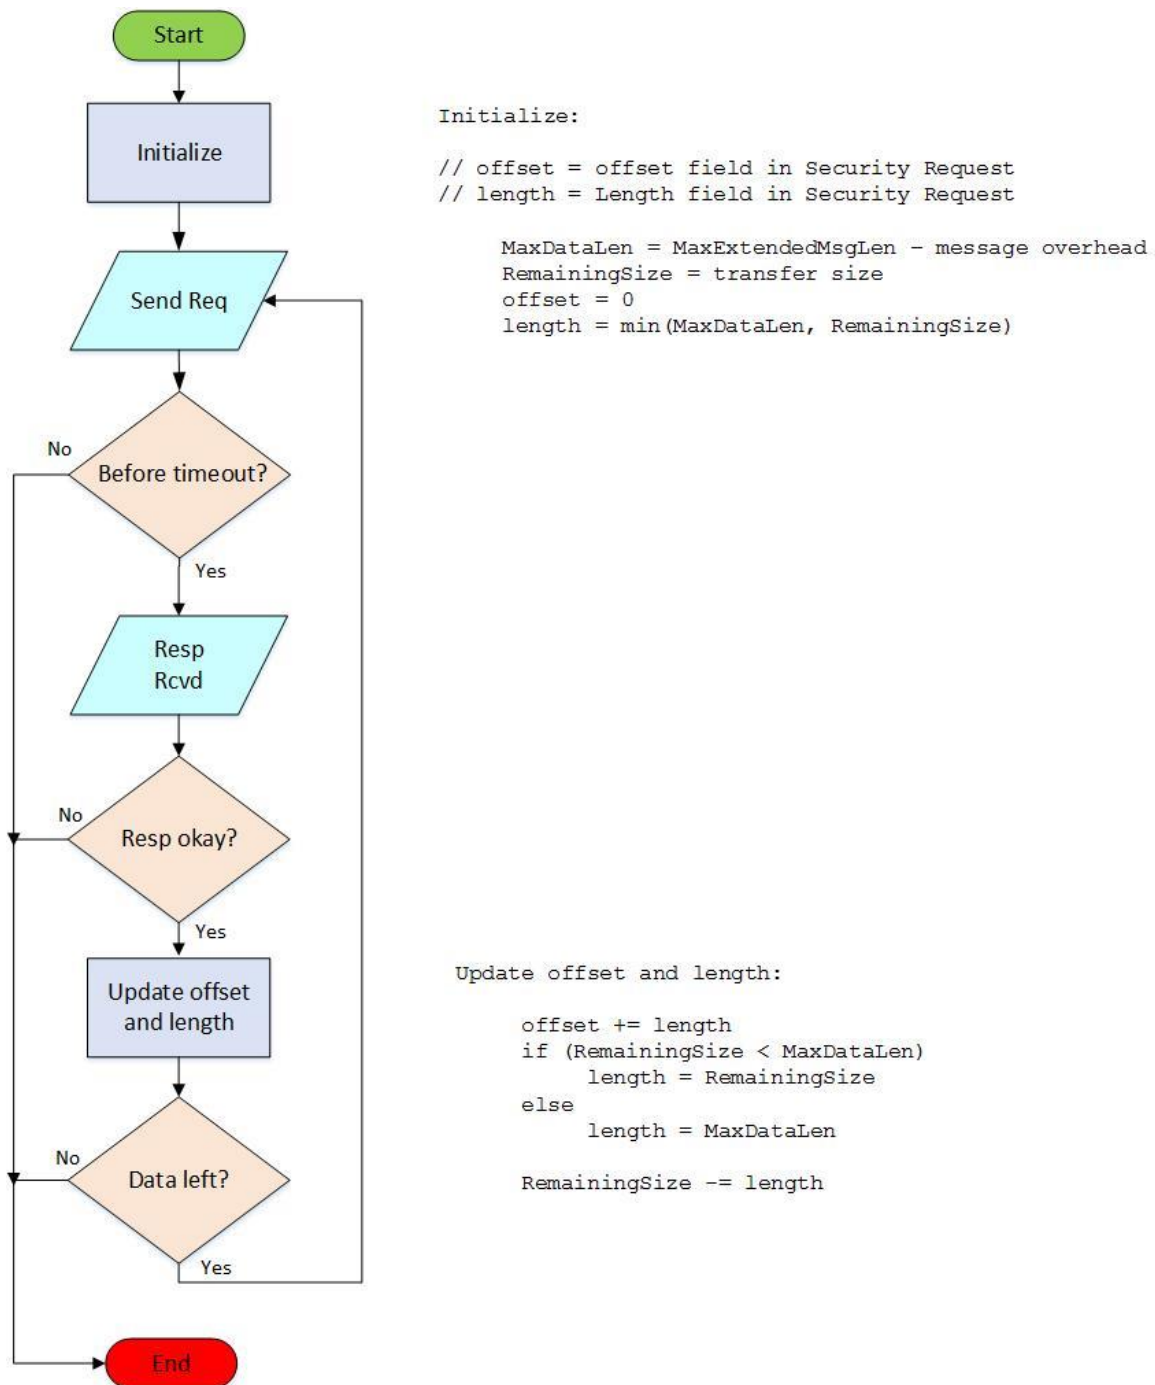 Start
Initialize
Initialize:
// offset = offset field in Security Request
// length = Length field in Security Request
MaxDataLen = MaxExtendedMsgLen – message overhead
RemainingSize = transfer size
offset = 0
length = min(MaxDataLen, RemainingSize)
Send Req
No
Before timeout?
Yes
Resp
Rcvd
No
Resp okay?
Yes
Update offset
and length
Update offset and length:
offset += length
if (RemainingSize < MaxDataLen)
length = RemainingSize
else
length = MaxDataLen
RemainingSize -= length
No
Data left?
Yes
End